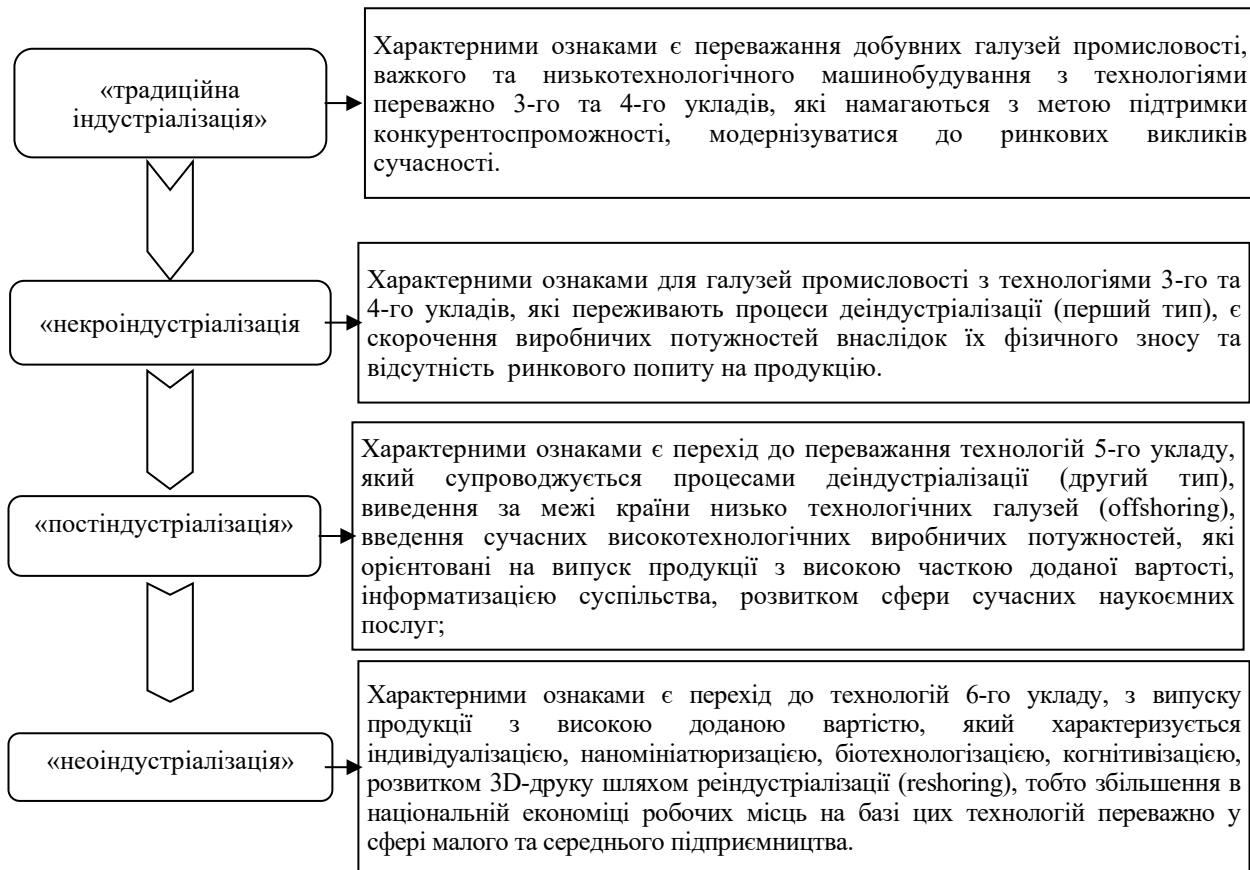 «традиційна
індустріалізація»
Характерними ознаками є переважання добувних галузей промисловості,
важкого та низькотехнологічного машинобудування з технологіями
переважно 3-го та 4-го укладів, які намагаються з метою підтримки
конкурентоспроможності, модернізуватися до ринкових викликів
сучасності.
«некроіндустріалізація
Характерними ознаками для галузей промисловості з технологіями 3-го та
4-го укладів, які переживають процеси деіндустріалізації (перший тип), є
скорочення виробничих потужностей внаслідок їх фізичного зносу та
відсутність ринкового попиту на продукцію.
«постіндустріалізація»
Характерними ознаками є перехід до переважання технологій 5-го укладу,
який супроводжується процесами деіндустріалізації (другий тип),
виведення за межі країни низько технологічних галузей (offshoring),
введення сучасних високотехнологічних виробничих потужностей, які
орієнтовані на випуск продукції з високою часткою доданої вартості,
інформатизацією суспільства, розвитком сфери сучасних наукоємних
послуг;
«неоіндустріалізація»
Характерними ознаками є перехід до технологій 6-го укладу, з випуску
продукції з високою доданою вартістю, який характеризується
індивідуалізацією, наномініатюризацією, біотехнологізацією, когнітивізацією,
розвитком 3D-друку шляхом реіндустріалізації (reshoring), тобто збільшення в
національній економіці робочих місць на базі цих технологій переважно у
сфері малого та середнього підприємництва.